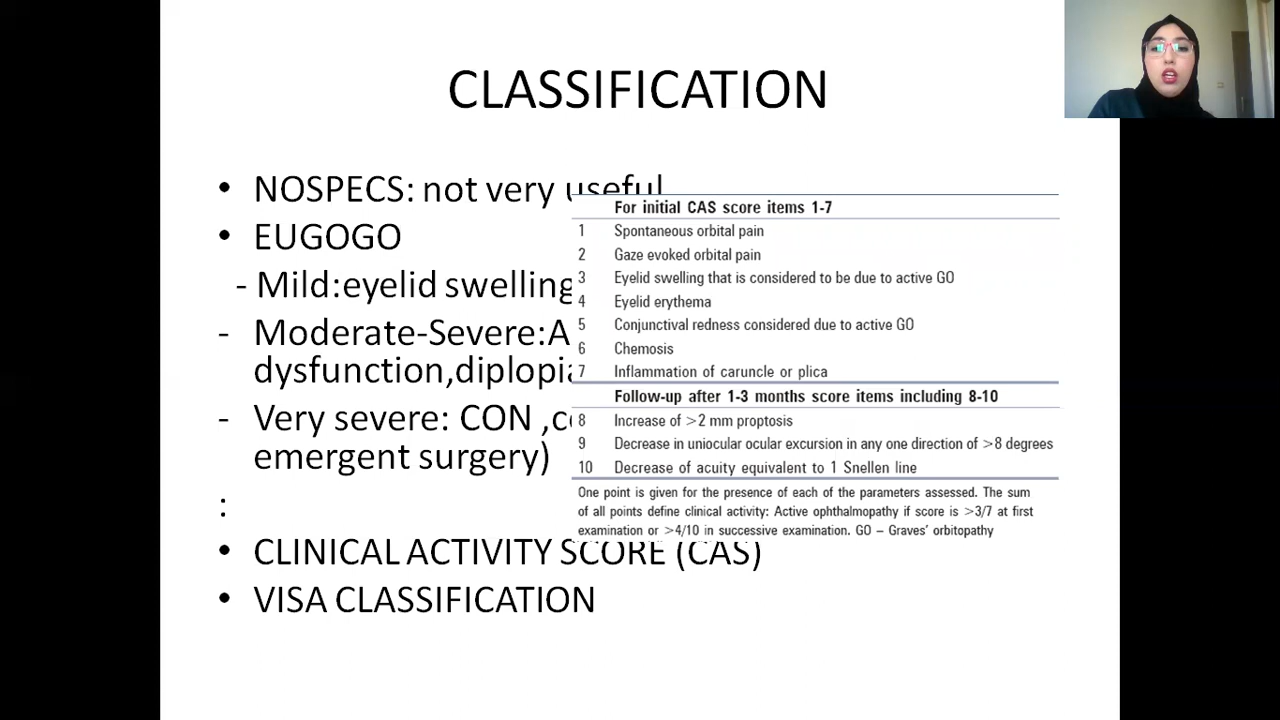 CLASSIFICATION
• NOSPECS: not very useful
• EUGOGO
- Mild:eyelid swelling
- Moderate-Severe:A
dysfunction,diplopia
- Very severe: CON ,c
emergent surgery)
:
• CLINICAL ACTIVITY SCORE (CAS)
• VISA CLASSIFICATION
For initial CAS score items 1-7
1 Spontaneous orbital pain
2 Gaze evoked orbital pain
3 Eyelid swelling that is considered to be due to active GO
4 Eyelid erythema
5 Conjunctival redness considered due to active GO
6 Chemosis
7 Inflammation of caruncle or plica
Follow-up after 1-3 months score items including 8-10
8 Increase of >2 mm proptosis
9 Decrease in uniocular ocular excursion in any one direction of >8 degrees
10 Decrease of acuity equivalent to 1 Snellen line
One point is given for the presence of each of the parameters assessed. The sum
of all points define clinical activity: Active ophthalmopathy if score is >3/7 at first
examination or >4/10 in successive examination. GO – Graves' orbitopathy